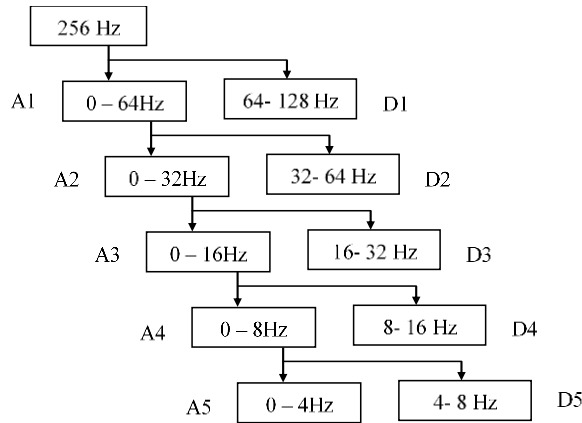 256 Hz
A1 0 – 64Hz 64- 128 Hz D1
A2 0 – 32Hz 32- 64 Hz D2
A3 0 – 16Hz 16- 32 Hz D3
A4 0 – 8Hz 8- 16 Hz D4
A5 0 – 4Hz 4- 8 Hz D5